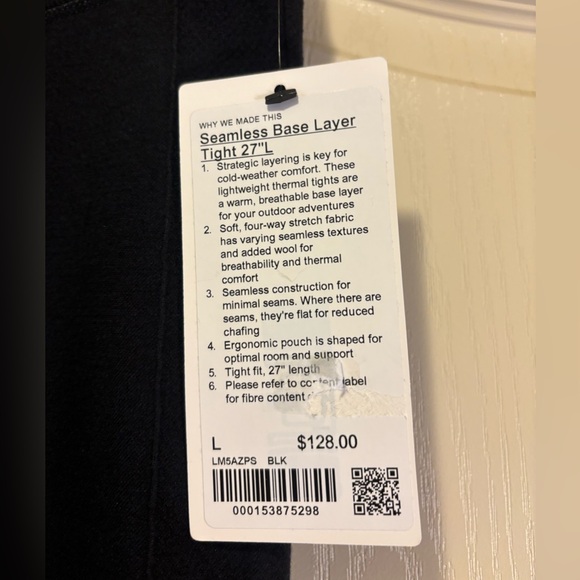 WHY WE MADE THIS
Seamless Base Layer
Tight 27"L
1. Strategic layering is key for
cold-weather comfort. These
lightweight thermal tights are
a warm, breathable base layer
for your outdoor adventures
2. Soft, four-way stretch fabric
has varying seamless textures
and added wool for
breathability and thermal
comfort
3. Seamless construction for
minimal seams. Where there are
seams, they're flat for reduced
chafing
4. Ergonomic pouch is shaped for
optimal room and support
5. Tight fit, 27" length
6. Please refer to content label
for fibre content
L $128.00
LM5AZPS BLK
000153875298